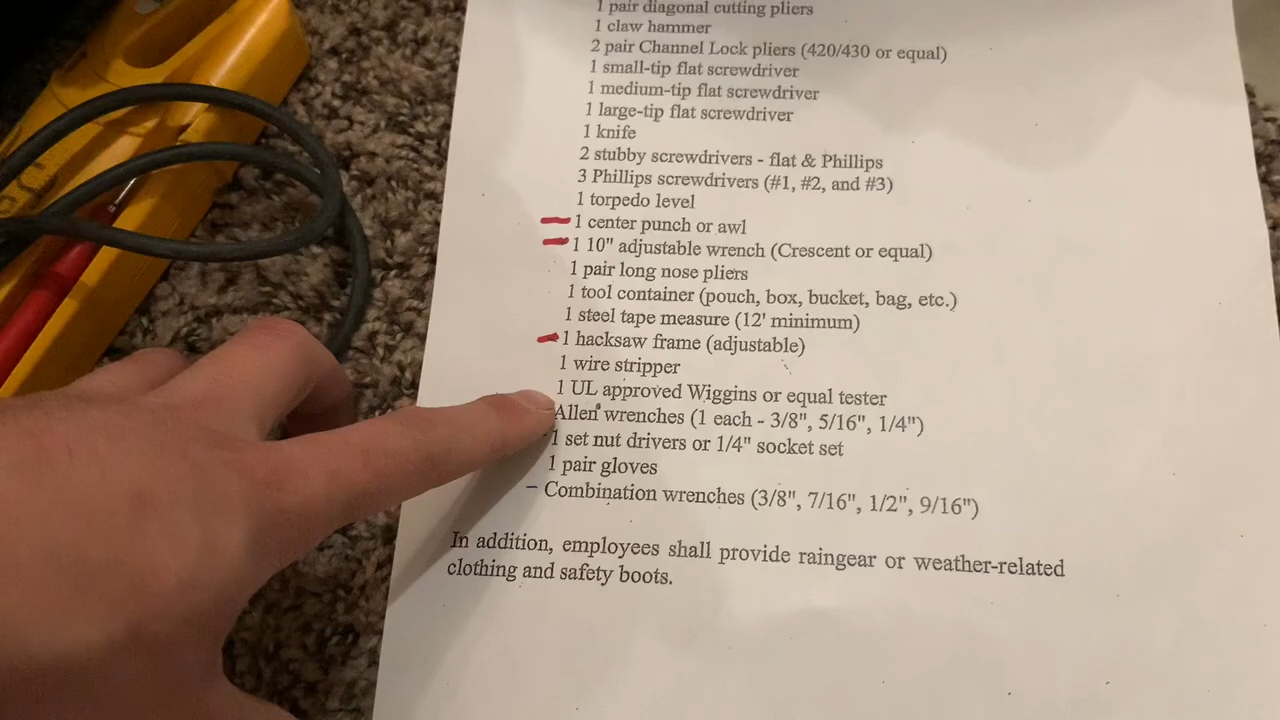 1 pair diagonal cutting pliers
1 claw hammer
2 pair Channel Lock pliers (420/430 or equal)
1 small-tip flat screwdriver
1 medium-tip flat screwdriver
1 large-tip flat screwdriver
1 knife
2 stubby screwdrivers - flat & Phillips
3 Phillips screwdrivers (#1, #2, and #3)
1 torpedo level
1 center punch or awl
1 10" adjustable wrench (Crescent or equal)
1 pair long nose pliers
1 tool container (pouch, box, bucket, bag, etc.)
1 steel tape measure (12' minimum)
1 hacksaw frame (adjustable)
1 wire stripper
1 UL approved Wiggins or equal tester
Allen wrenches (1 each - 3/8", 5/16", 1/4")
1 set nut drivers or 1/4" socket set
1 pair gloves
Combination wrenches (3/8", 7/16", 1/2", 9/16")
In addition, employees shall provide raingear or weather-related
clothing and safety boots.